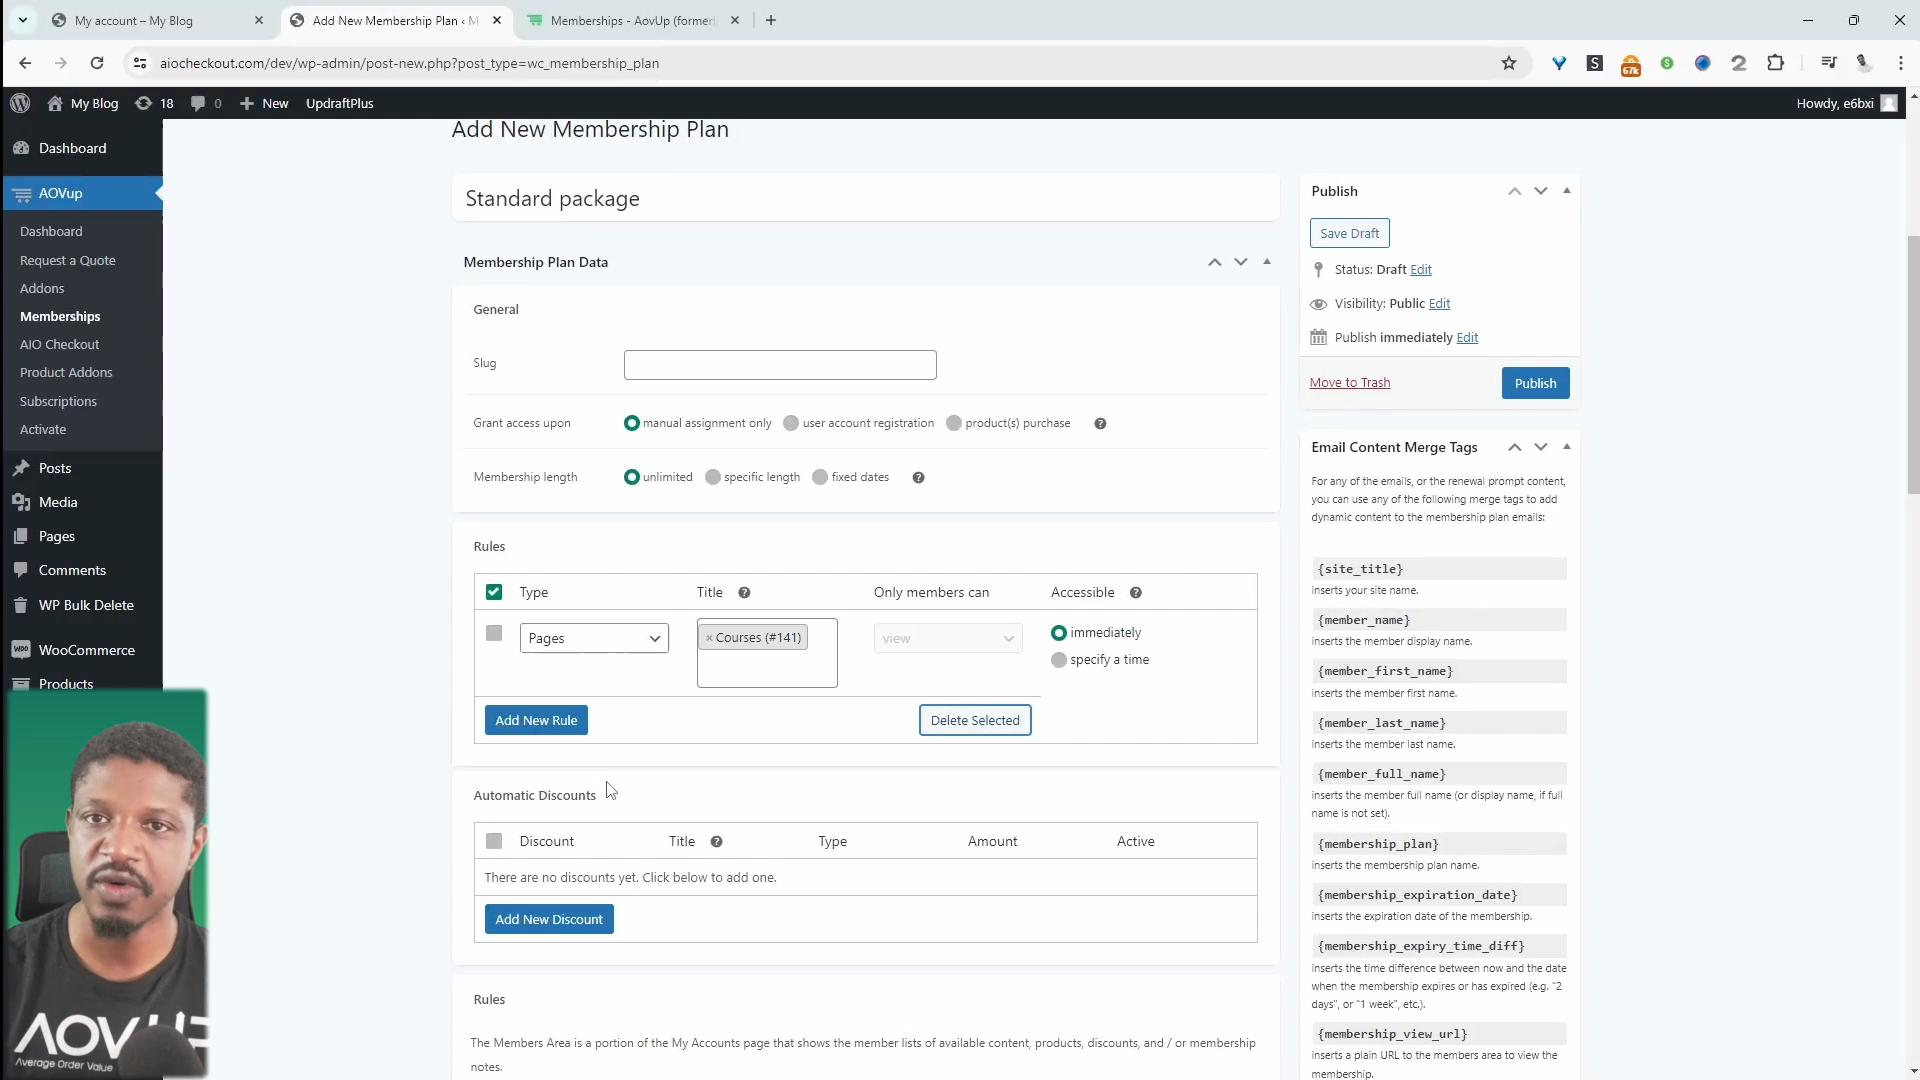 My account – My Blog
Add New Membership Plan ‹ M
Memberships - AovUp (former
aiocheckout.com/dev/wp-admin/post-new.php?post_type=wc_membership_plan
S
67k
My Blog
18
0
New
UpdraftPlus
Howdy, e6bxi
Dashboard
AOVup
Dashboard
Request a Quote
Addons
Memberships
AIO Checkout
Product Addons
Subscriptions
Activate
Posts
Media
Pages
Comments
WP Bulk Delete
WooCommerce
Products
Add New Membership Plan
Standard package
Membership Plan Data
General
Slug
Grant access upon
manual assignment only
user account registration
product(s) purchase
Membership length
unlimited
specific length
fixed dates
Rules
Type
Title
Only members can
Accessible
Pages
× Courses (#141)
view
immediately
specify a time
Add New Rule
Delete Selected
Automatic Discounts
Discount
Title
Type
Amount
Active
There are no discounts yet. Click below to add one.
Add New Discount
Rules
The Members Area is a portion of the My Accounts page that shows the member lists of available content, products, discounts, and / or membership
notes.
Publish
Save Draft
Status: Draft Edit
Visibility: Public Edit
Publish immediately Edit
Move to Trash
Publish
Email Content Merge Tags
For any of the emails, or the renewal prompt content,
you can use any of the following merge tags to add
dynamic content to the membership plan emails:
{site_title}
inserts your site name.
{member_name}
inserts the member display name.
{member_first_name}
inserts the member first name.
{member_last_name}
inserts the member last name.
{member_full_name}
inserts the member full name (or display name, if full
name is not set).
{membership_plan}
inserts the membership plan name.
{membership_expiration_date}
inserts the expiration date of the membership.
{membership_expiry_time_diff}
inserts the time difference between now and the date
when the membership expires or has expired (e.g. "2
days", or "1 week", etc.).
{membership_view_url}
inserts a plain URL to the members area to view the
membership.
Average Order Value